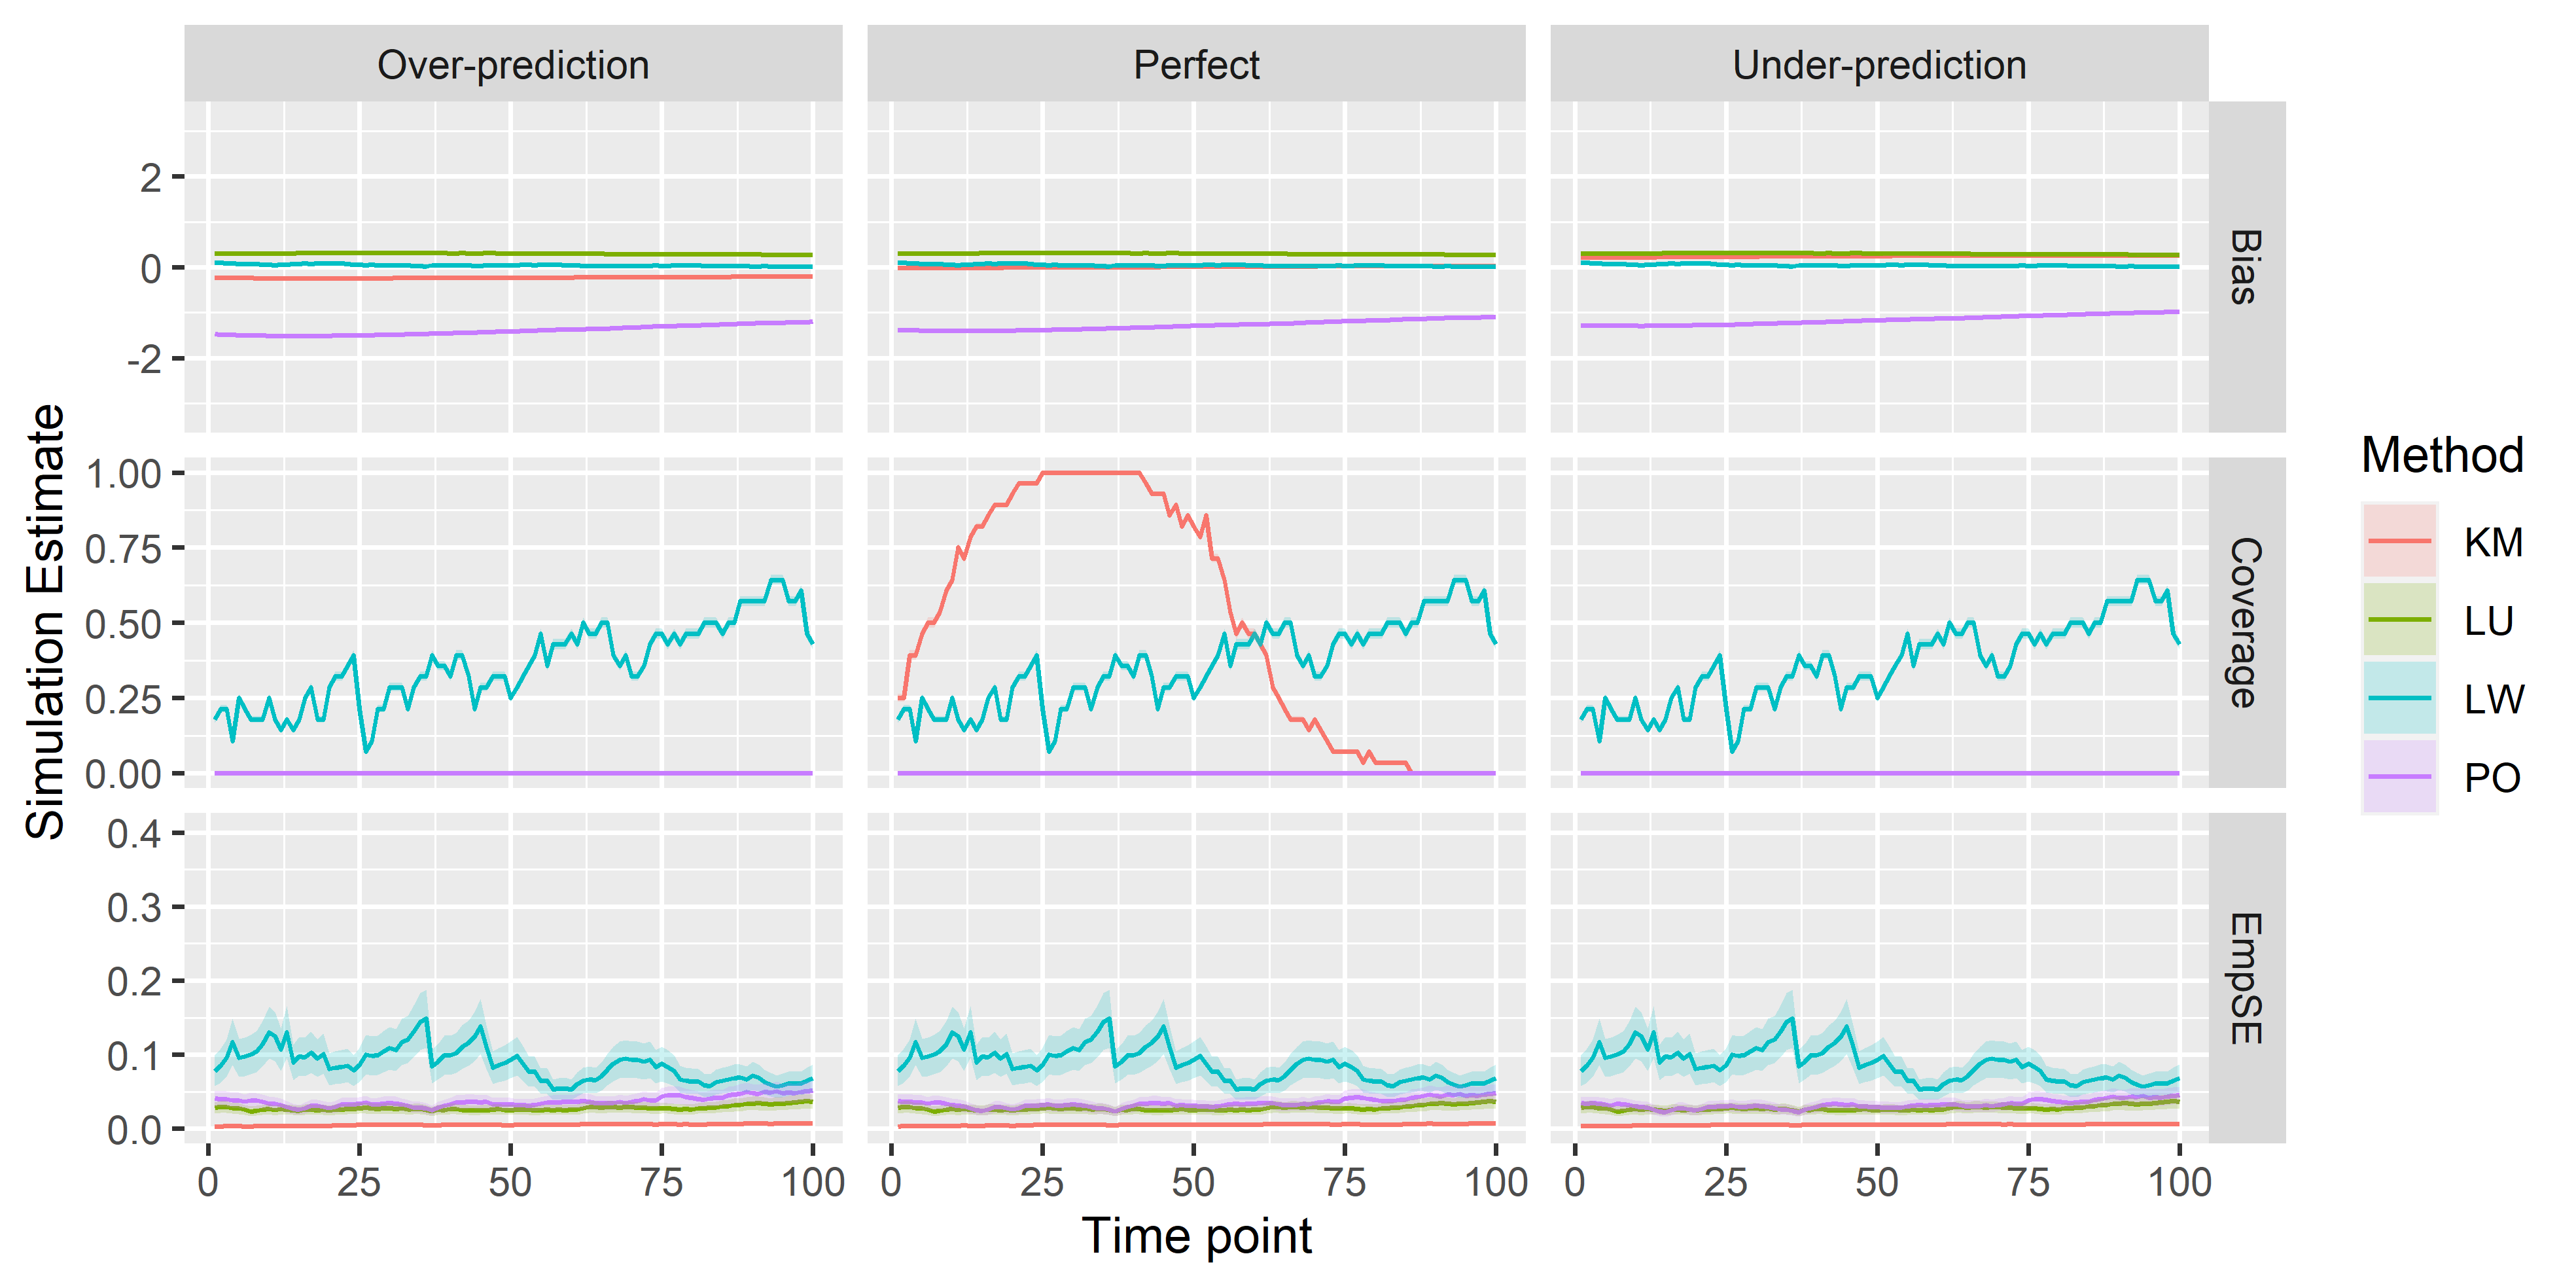 Over-prediction
Perfect
Under-prediction
2
0
-2
Bias
1.00
0.75
0.50
0.25
0.00
Coverage
0.4
0.3
0.2
0.1
0.0
EmpSE
0 25 50 75 100
0 25 50 75 100
0 25 50 75 100
Time point
Simulation Estimate
Method
KM
LU
LW
PO